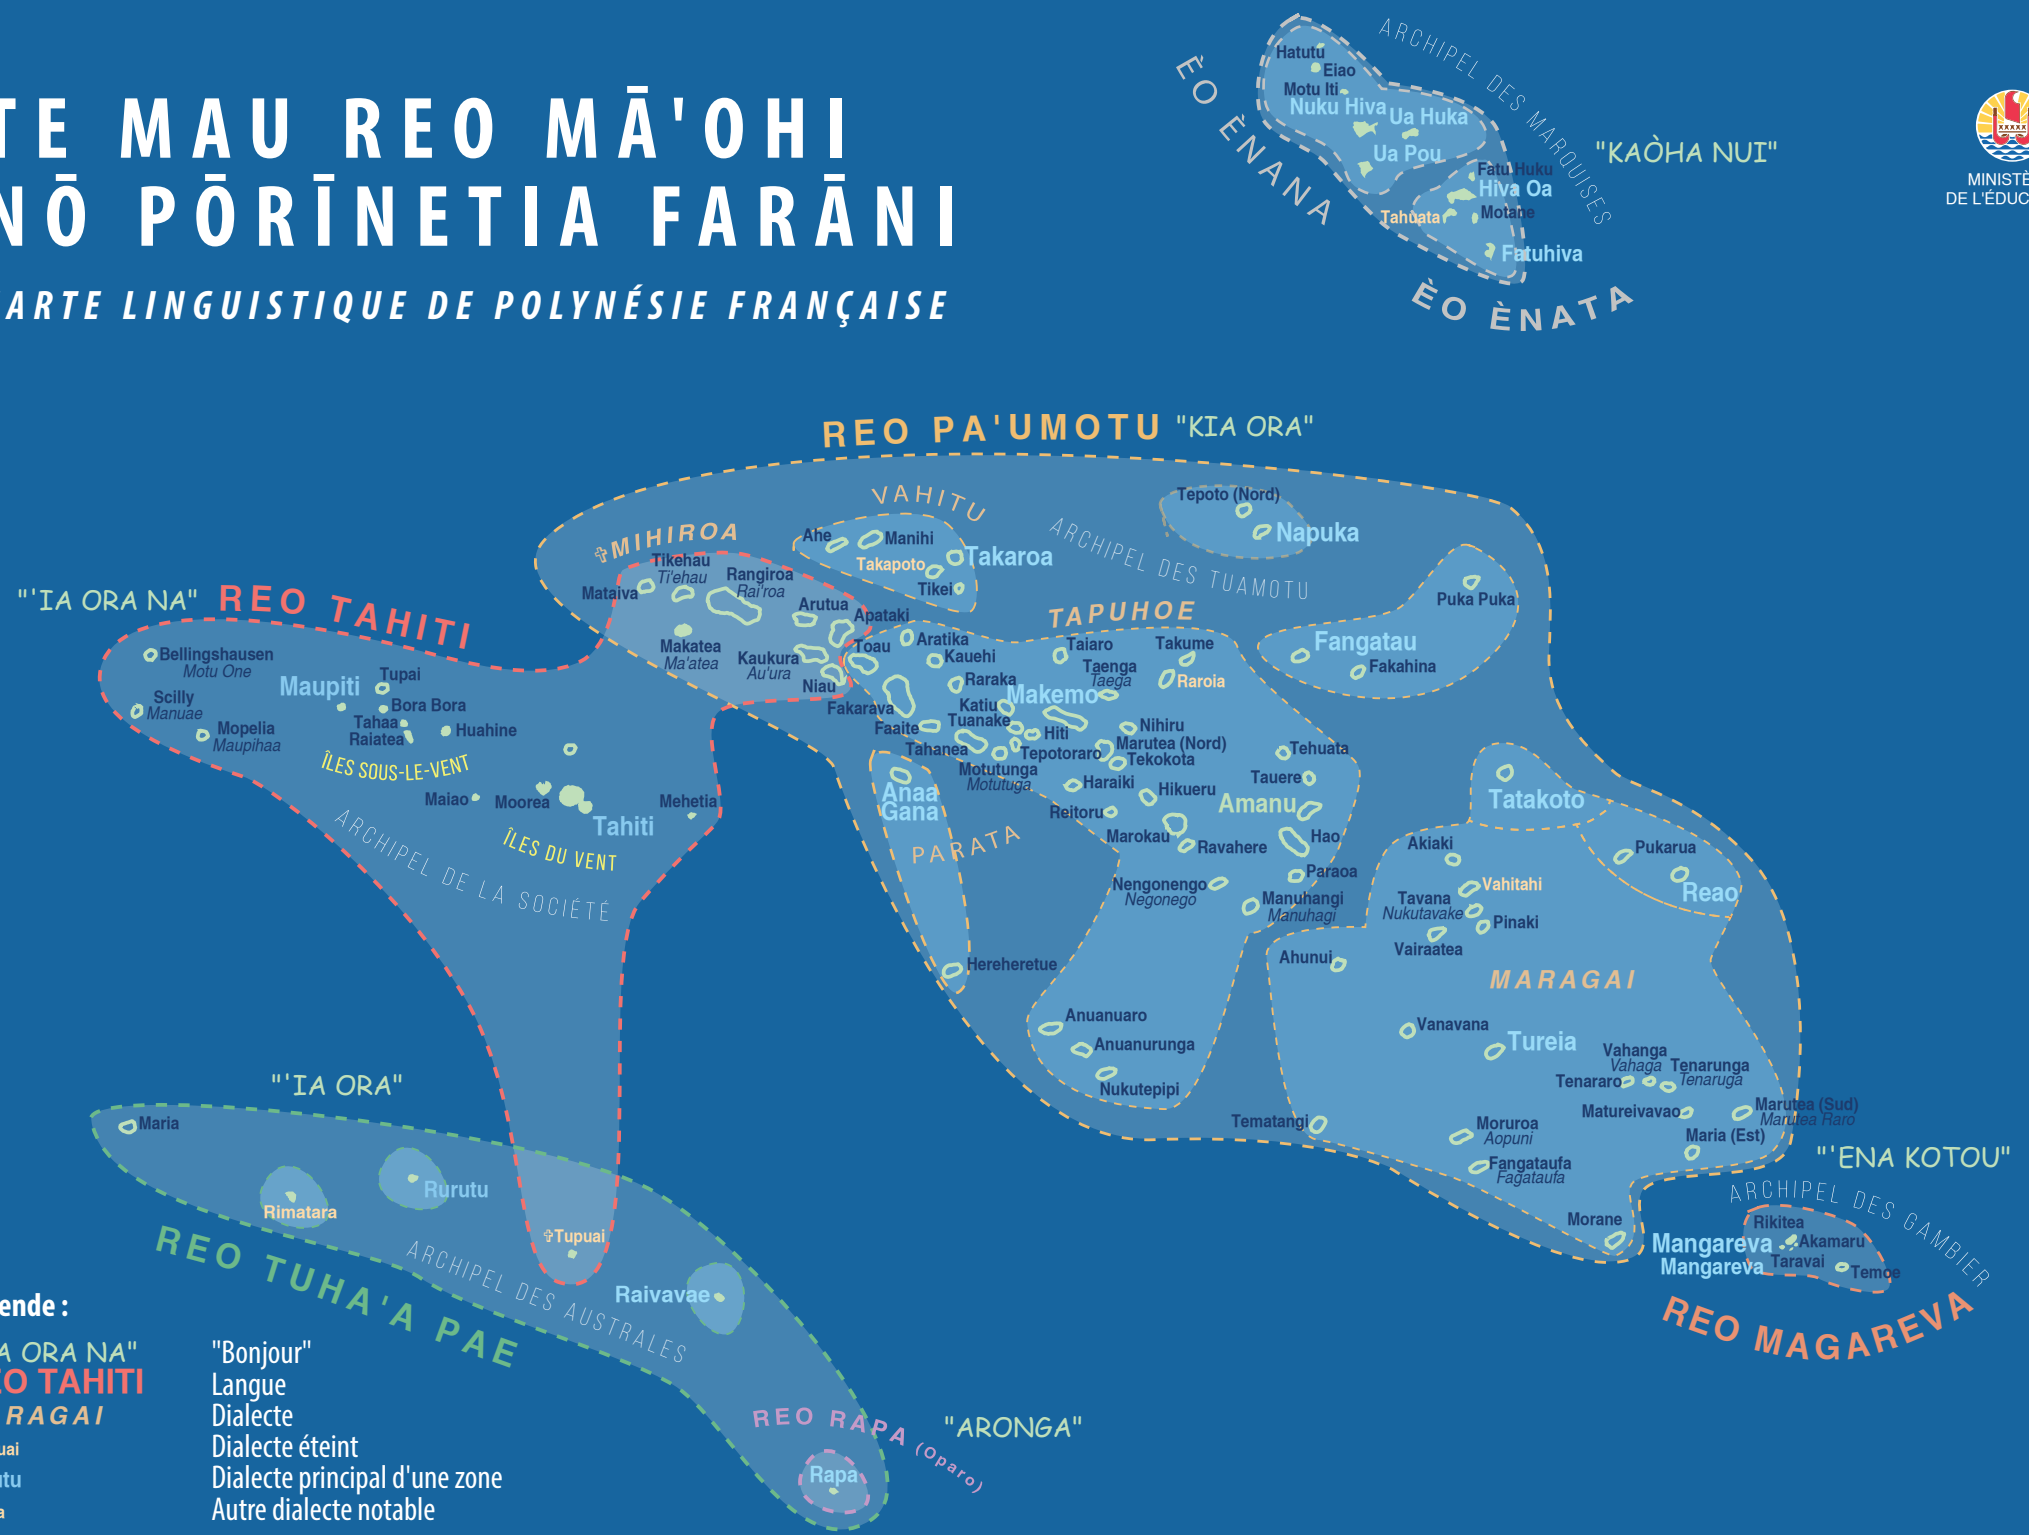 TE MAU REO MĀ'OHI
NŌ PŌRĪNETIA FARĀNI
ARTE LINGUISTIQUE DE POLYNÉSIE FRANÇAISE
MINISTÈ
DE L'ÉDUC
ÈO ÈNANA
ARCHIPEL DES MARQUISES
"KAÒHA NUI"
Hatutu
Eiao
Motu Iti
Nuku Hiva
Ua Huka
Ua Pou
Fatu Huku
Hiva Oa
Tahuata
Motane
Fatuhiva
ÈO ÈNATA
REO PA'UMOTU "KIA ORA"
VAHITU
✞MIHIROA
ARCHIPEL DES TUAMOTU
Tepoto (Nord)
Napuka
Ahe
Manihi
Takapoto
Takaroa
Tikei
Tikehau
Ti'ehau
Rangiroa
Rai'roa
Mataiva
Arutua
Apataki
Makatea
Ma'atea
Kaukura
Au'ura
Niau
Toau
TAPUHOE
Aratika
Kauehi
Raraka
Taiaro
Takume
Taenga
Taega
Raroia
Makemo
Katiu
Fakarava
Tuanake
Faaite
Hiti
Nihiru
Tahanea
Tepotoraro
Marutea (Nord)
Tekokota
Motutunga
Motutuga
Haraiki
Hikueru
Tehuata
Tauere
Amanu
Reitoru
Marokau
Ravahere
Hao
Paraoa
Nengonengo
Negonego
Manuhangi
Manuhagi
Puka Puka
Fangatau
Fakahina
Anaa
Gana
PARATA
Hereheretue
Anuanuaro
Anuanurunga
Nukutepipi
Tatakoto
Pukarua
Reao
Akiaki
Vahitahi
Tavana
Nukutavake
Pinaki
Vairaatea
Ahunui
MARAGAI
Vanavana
Tureia
Vahanga
Vahaga
Tenarunga
Tenaruga
Tenararo
Matureivavao
Marutea (Sud)
Marutea Raro
Maria (Est)
Tematangi
Moruroa
Aopuni
Fangataufa
Fagataufa
Morane
"'IA ORA NA" REO TAHITI
Bellingshausen
Motu One
Scilly
Manuae
Mopelia
Maupihaa
Maupiti
Tupai
Bora Bora
Tahaa
Raiatea
Huahine
ÎLES SOUS-LE-VENT
Maiao
Moorea
Mehetia
Tahiti
ÎLES DU VENT
ARCHIPEL DE LA SOCIÉTÉ
"'ENA KOTOU"
ARCHIPEL DES GAMBIER
Rikitea
Mangareva
Akamaru
Mangareva
Taravai
Temoe
REO MAGAREVA
"'IA ORA"
Maria
Rimatara
Rurutu
✞Tupuai
Raivavae
REO TUHA'A PAE
ARCHIPEL DES AUSTRALES
REO RAPA (Oparo)
"ARONGA"
Rapa
ende :
A ORA NA" "Bonjour"
EO TAHITI Langue
RAGAI Dialecte
uai Dialecte éteint
utu Dialecte principal d'une zone
a Autre dialecte notable